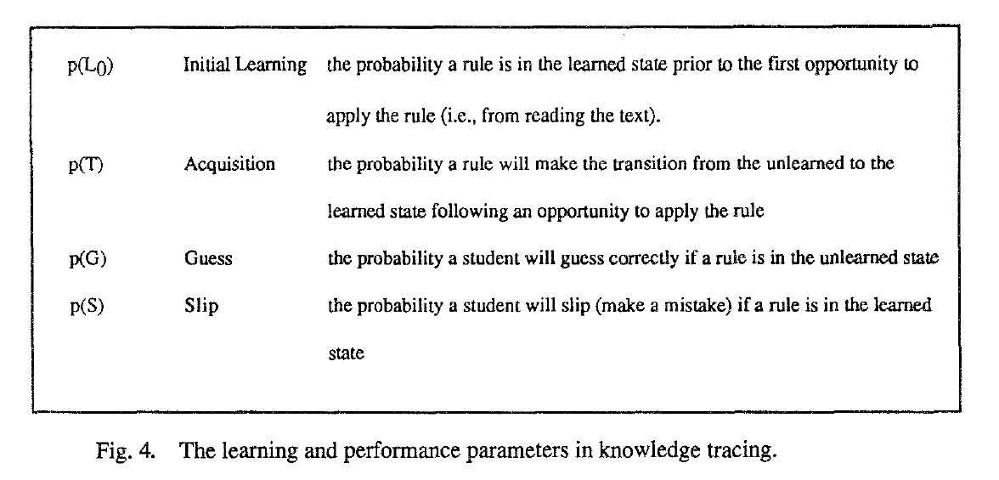 p(L0) Initial Learning the probability a rule is in the learned state prior to the first opportunity to
apply the rule (i.e., from reading the text).
p(T) Acquisition the probability a rule will make the transition from the unlearned to the
learned state following an opportunity to apply the rule
p(G) Guess the probability a student will guess correctly if a rule is in the unlearned state
p(S) Slip the probability a student will slip (make a mistake) if a rule is in the learned
state
Fig. 4. The learning and performance parameters in knowledge tracing.